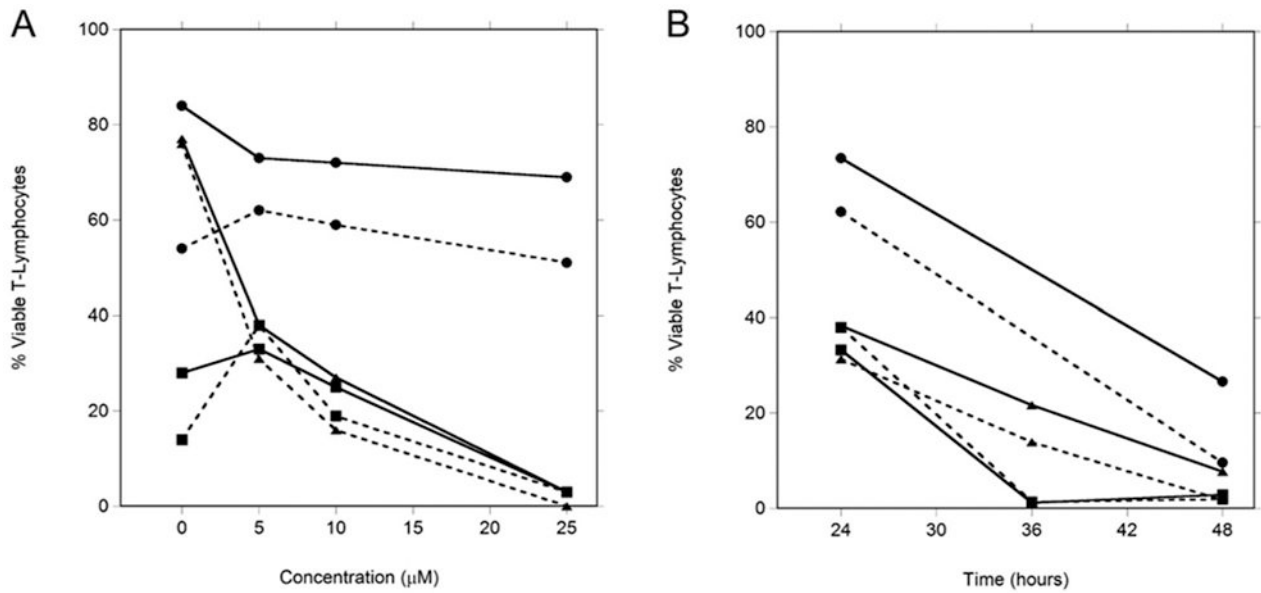 A
100
80
60
40
20
0
% Viable T-Lymphocytes
0 5 10 15 20 25
Concentration (μM)
B
100
80
60
40
20
0
% Viable T-Lymphocytes
24 30 36 42 48
Time (hours)